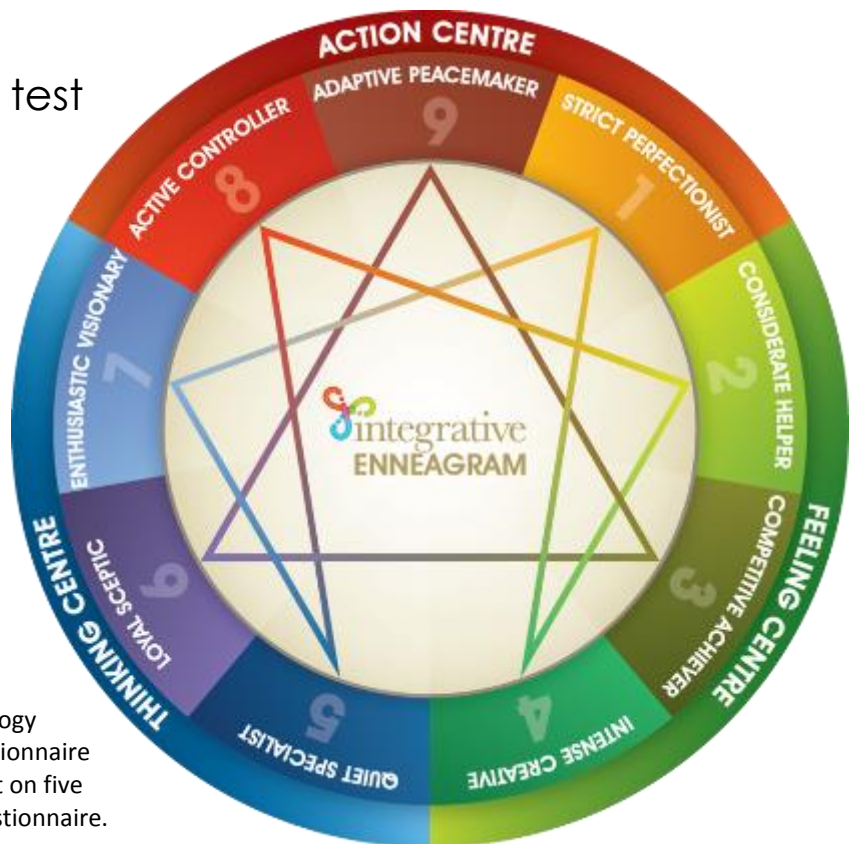 test
ACTION CENTRE
ADAPTIVE PEACEMAKER
9
STRICT PERFECTIONIST
1
CONSIDERATE HELPER
2
COMPETITIVE ACHIEVER
3
FEELING CENTRE
INTENSE CREATIVE
4
QUIET SPECIALIST
5
LOYAL SCEPTIC
6
THINKING CENTRE
ENTHUSIASTIC VISIONARY
7
ACTIVE CONTROLLER
8
integrative
ENNEAGRAM
ogy
ionnaire
t on five
stionnaire.